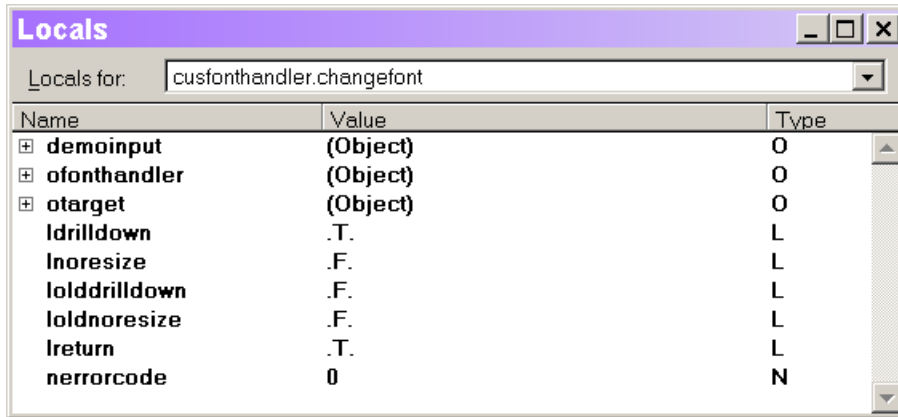 Locals
Locals for: cusfonthandler.changefont
Name Value Type
demoinput (Object) O
ofonthandler (Object) O
otarget (Object) O
ldrilldown .T. L
lnoresize .F. L
lolddrilldown .F. L
loldnoresize .F. L
lreturn .T. L
nerrorcode 0 N